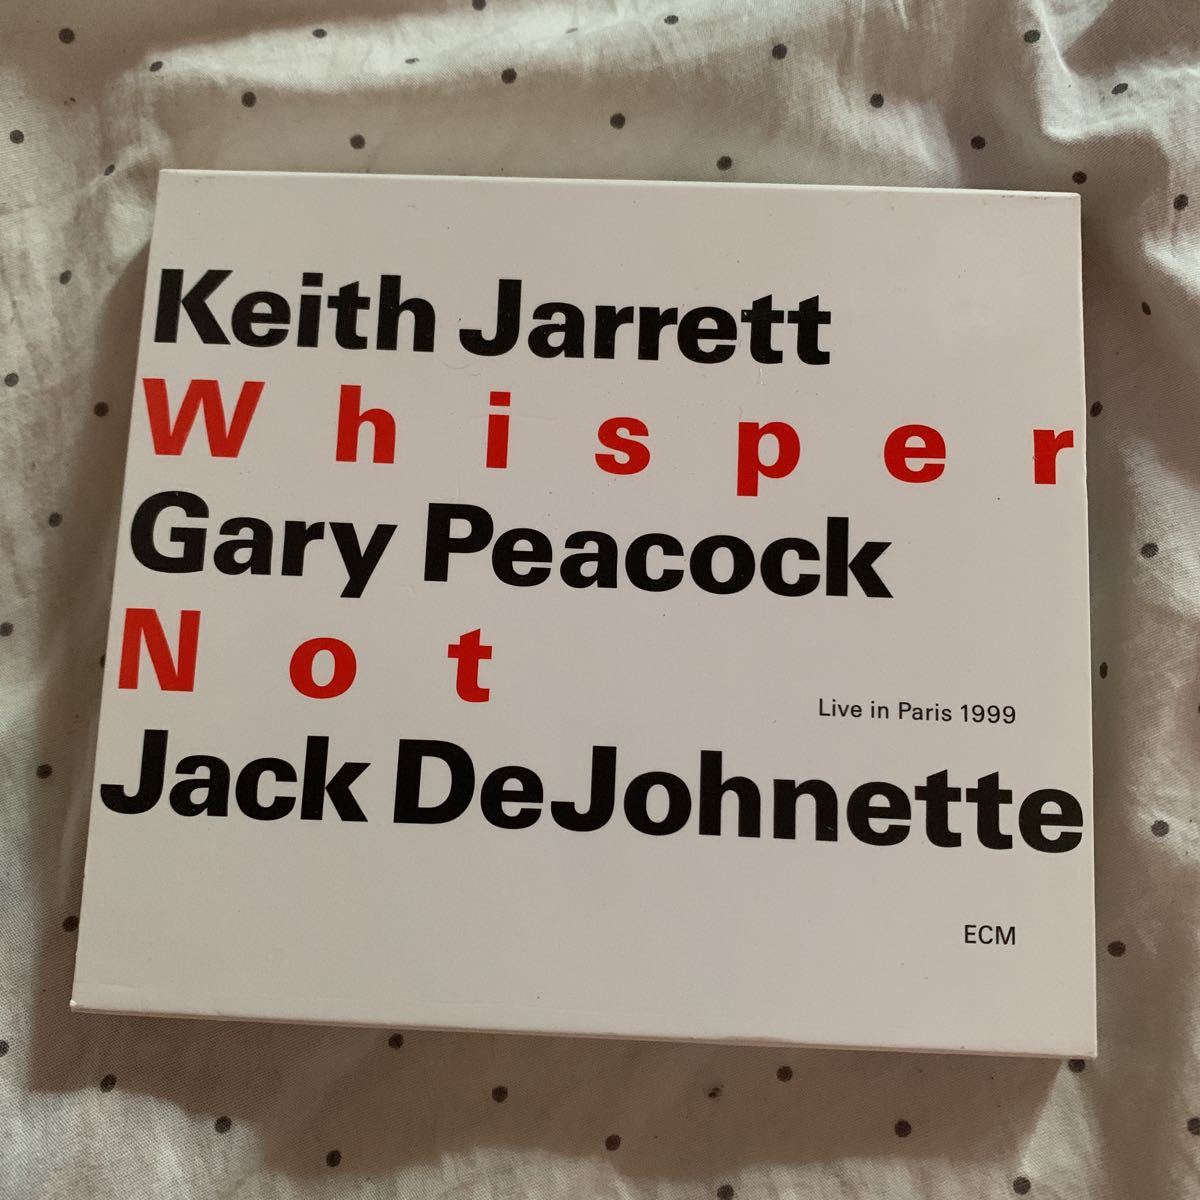 Keith Jarrett
Whisper
Gary Peacock
Not
Live in Paris 1999
Jack DeJohnette
ECM